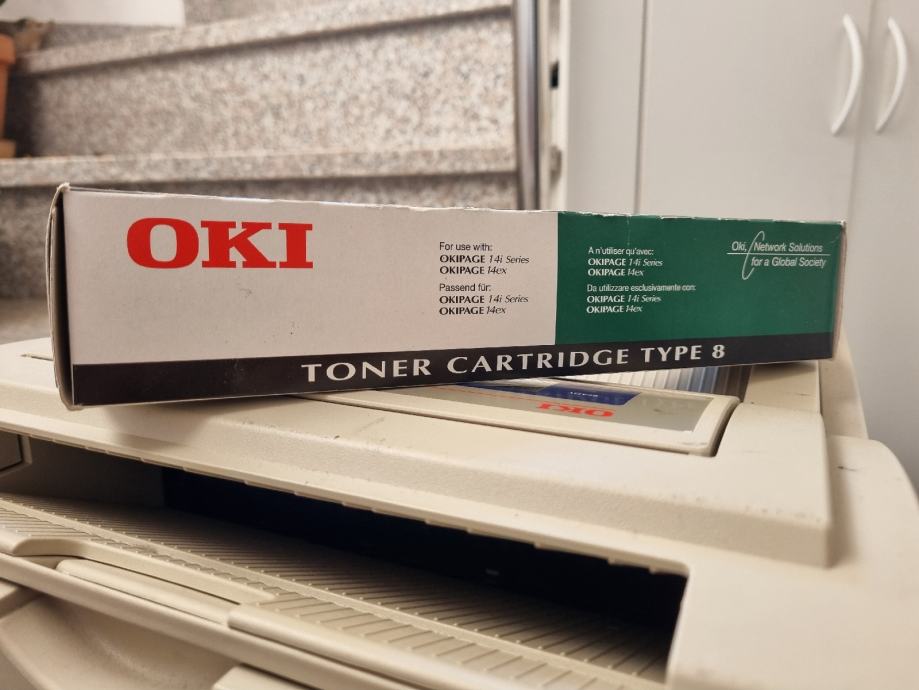 OKI
For use with:
OKIPAGE 14i Series
OKIPAGE 14ex
Passend für:
OKIPAGE 14i Series
OKIPAGE 14ex
A n'utiliser qu'avec:
OKIPAGE 14i Series
OKIPAGE 14ex
Da utilizzare esclusivamente con:
OKIPAGE 14i Series
OKIPAGE 14ex
Oki, Network Solutions
for a Global Society
TONER CARTRIDGE TYPE 8
OKI